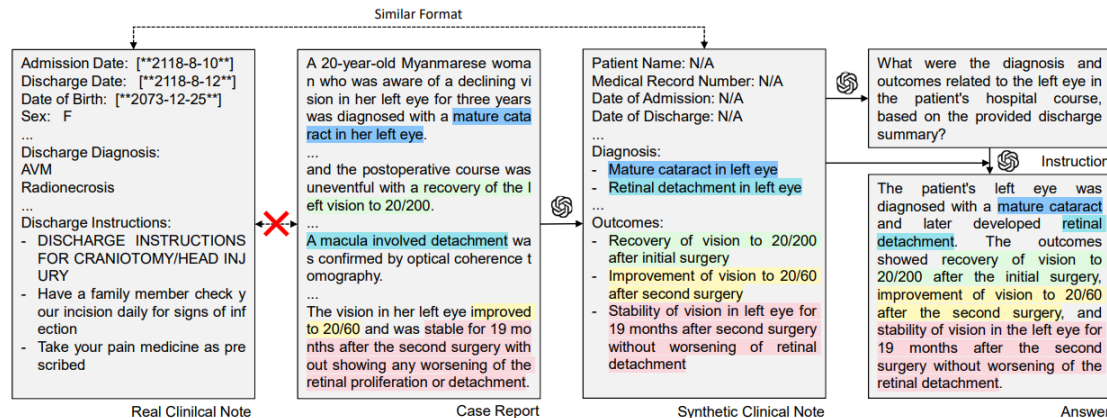 Similar Format
Admission Date: [**2118-8-10**]
Discharge Date: [**2118-8-12**]
Date of Birth: [**2073-12-25**]
Sex: F
...
Discharge Diagnosis:
AVM
Radionecrosis
...
Discharge Instructions:
- DISCHARGE INSTRUCTIONS
FOR CRANIOTOMY/HEAD INJ
URY
- Have a family member check y
our incision daily for signs of inf
ection
- Take your pain medicine as pre
scribed
Real Clinilcal Note
A 20-year-old Myanmarese woma
n who was aware of a declining vi
sion in her left eye for three years
was diagnosed with a mature cata
ract in her left eye.
...
and the postoperative course was
uneventful with a recovery of the l
eft vision to 20/200.
...
A macula involved detachment wa
s confirmed by optical coherence t
omography.
...
The vision in her left eye improved
to 20/60 and was stable for 19 mo
nths after the second surgery with
out showing any worsening of the
retinal proliferation or detachment.
Case Report
Patient Name: N/A
Medical Record Number: N/A
Date of Admission: N/A
Date of Discharge: N/A
...
Diagnosis:
- Mature cataract in left eye
- Retinal detachment in left eye
...
Outcomes:
- Recovery of vision to 20/200
after initial surgery
- Improvement of vision to 20/60
after second surgery
- Stability of vision in left eye for
19 months after second surgery
without worsening of retinal
detachment
Synthetic Clinical Note
What were the diagnosis and
outcomes related to the left eye in
the patient's hospital course,
based on the provided discharge
summary?
Instruction
The patient's left eye was
diagnosed with a mature cataract
and later developed retinal
detachment. The outcomes
showed recovery of vision to
20/200 after the initial surgery,
improvement of vision to 20/60
after the second surgery, and
stability of vision in the left eye for
19 months after the second
surgery without worsening of the
retinal detachment.
Answer